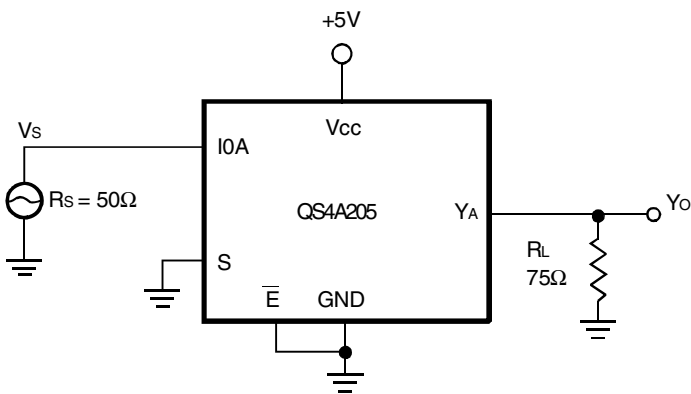 +5V
Vcc
VS
I0A
RS = 50Ω
QS4A205
YA
YO
S
RL
75Ω
E
GND